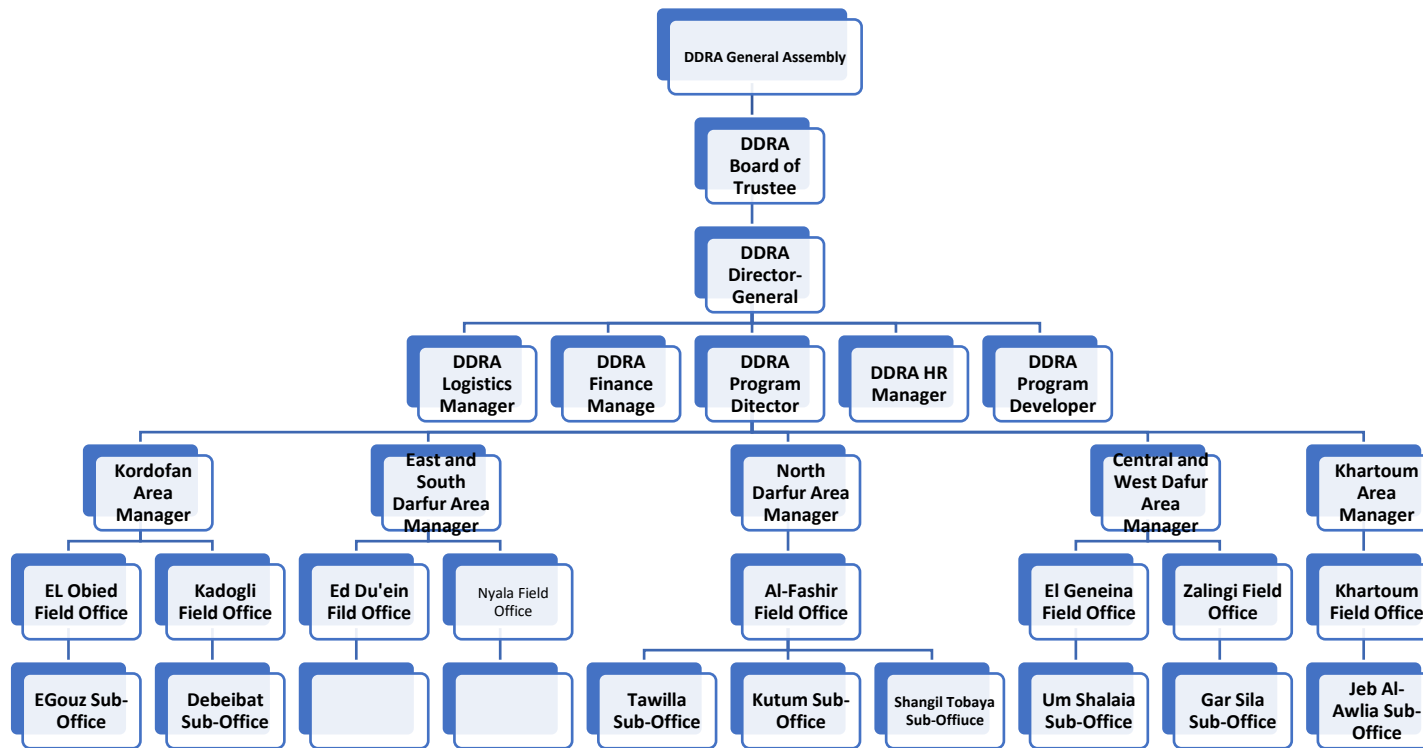 DDRA General Assembly
DDRA
Board of
Trustee
DDRA
Director-
General
DDRA
Logistics
Manager
DDRA
Finance
Manage
DDRA
Program
Ditector
DDRA HR
Manager
DDRA
Program
Developer
Kordofan
Area
Manager
East and
South
Darfur Area
Manager
North
Darfur Area
Manager
Central and
West Dafur
Area
Manager
Khartoum
Area
Manager
EL Obied
Field Office
Kadogli
Field Office
Ed Du'ein
Fild Office
Nyala Field
Office
Al-Fashir
Field Office
El Geneina
Field Office
Zalingi Field
Office
Khartoum
Field Office
EGouz Sub-
Office
Debeibat
Sub-Office
Tawilla
Sub-Office
Kutum Sub-
Office
Shangil Tobaya
Sub-Offiuce
Um Shalaia
Sub-Office
Gar Sila
Sub-Office
Jeb Al-
Awlia Sub-
Office